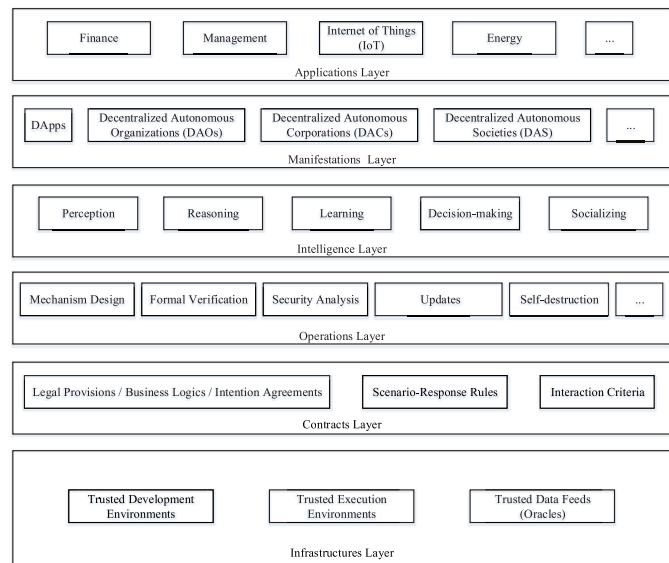 Finance
Management
Internet of Things
(IoT)
Energy
...
Applications Layer
DApps
Decentralized Autonomous
Organizations (DAOs)
Decentralized Autonomous
Corporations (DACs)
Decentralized Autonomous
Societies (DAS)
...
Manifestations Layer
Perception
Reasoning
Learning
Decision-making
Socializing
Intelligence Layer
Mechanism Design
Formal Verification
Security Analysis
Updates
Self-destruction
...
Operations Layer
Legal Provisions / Business Logics / Intention Agreements
Scenario-Response Rules
Interaction Criteria
Contracts Layer
Trusted Development
Environments
Trusted Execution
Environments
Trusted Data Feeds
(Oracles)
Infrastructures Layer